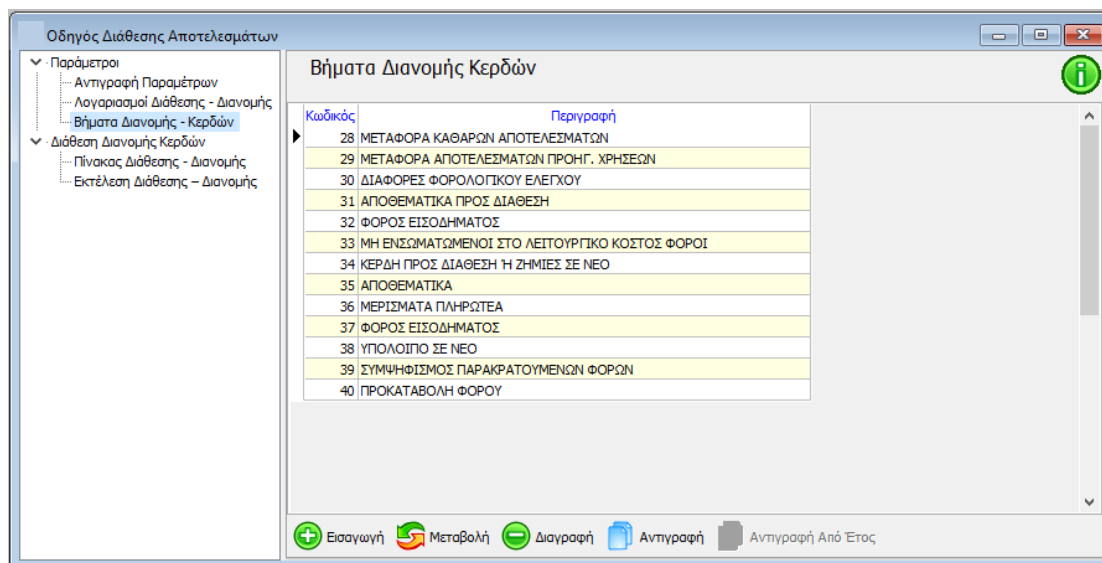 Οδηγός Διάθεσης Αποτελεσμάτων
Παράμετροι
Αντιγραφή Παραμέτρων
Λογαριασμοί Διάθεσης - Διανομής
Βήματα Διανομής - Κερδών
Διάθεση Διανομής Κερδών
Πίνακας Διάθεσης - Διανομής
Εκτέλεση Διάθεσης – Διανομής
Βήματα Διανομής Κερδών
Κωδικός Περιγραφή
28 ΜΕΤΑΦΟΡΑ ΚΑΘΑΡΩΝ ΑΠΟΤΕΛΕΣΜΑΤΩΝ
29 ΜΕΤΑΦΟΡΑ ΑΠΟΤΕΛΕΣΜΑΤΩΝ ΠΡΟΗΓ. ΧΡΗΣΕΩΝ
30 ΔΙΑΦΟΡΕΣ ΦΟΡΟΛΟΓΙΚΟΥ ΕΛΕΓΧΟΥ
31 ΑΠΟΘΕΜΑΤΙΚΑ ΠΡΟΣ ΔΙΑΘΕΣΗ
32 ΦΟΡΟΣ ΕΙΣΟΔΗΜΑΤΟΣ
33 ΜΗ ΕΝΣΩΜΑΤΩΜΕΝΟΙ ΣΤΟ ΛΕΙΤΟΥΡΓΙΚΟ ΚΟΣΤΟΣ ΦΟΡΟΙ
34 ΚΕΡΔΗ ΠΡΟΣ ΔΙΑΘΕΣΗ Ή ΖΗΜΙΕΣ ΣΕ ΝΕΟ
35 ΑΠΟΘΕΜΑΤΙΚΑ
36 ΜΕΡΙΣΜΑΤΑ ΠΛΗΡΩΤΕΑ
37 ΦΟΡΟΣ ΕΙΣΟΔΗΜΑΤΟΣ
38 ΥΠΟΛΟΙΠΟ ΣΕ ΝΕΟ
39 ΣΥΜΨΗΦΙΣΜΟΣ ΠΑΡΑΚΡΑΤΟΥΜΕΝΩΝ ΦΟΡΩΝ
40 ΠΡΟΚΑΤΑΒΟΛΗ ΦΟΡΟΥ
Εισαγωγή Μεταβολή Διαγραφή Αντιγραφή Αντιγραφή Από Έτος